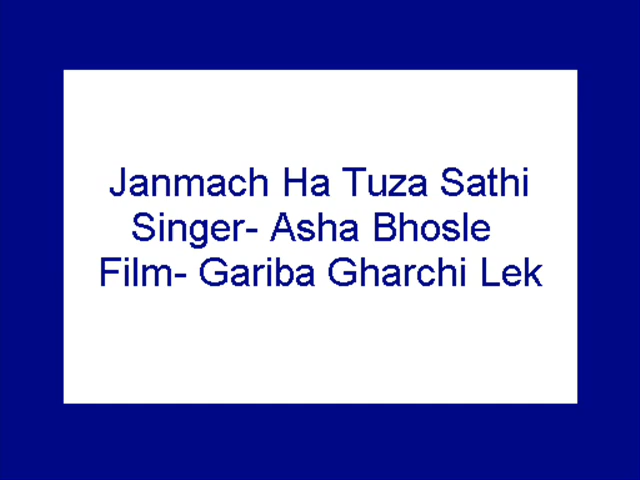 Janmach Ha Tuza Sathi
Singer- Asha Bhosle
Film- Gariba Gharchi Lek